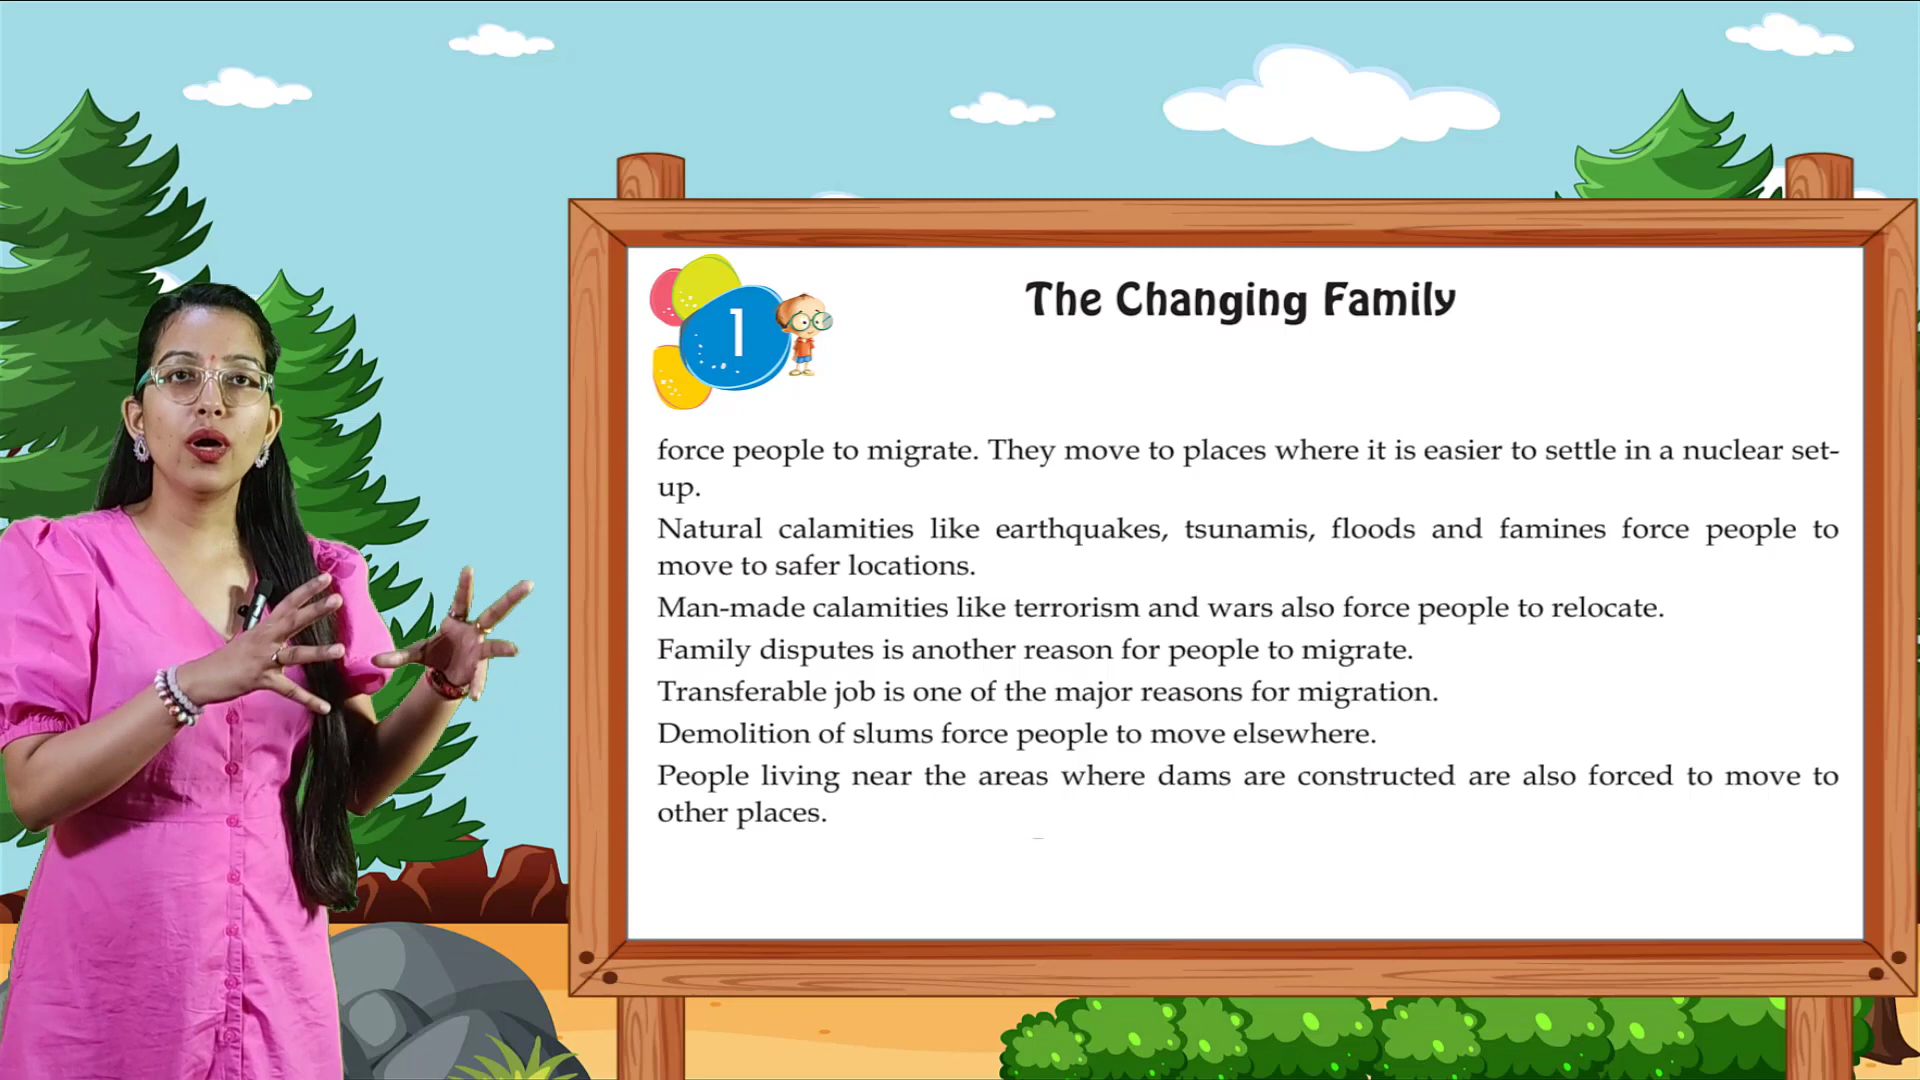 1
The Changing Family
force people to migrate. They move to places where it is easier to settle in a nuclear set-
up.
Natural calamities like earthquakes, tsunamis, floods and famines force people to
move to safer locations.
Man-made calamities like terrorism and wars also force people to relocate.
Family disputes is another reason for people to migrate.
Transferable job is one of the major reasons for migration.
Demolition of slums force people to move elsewhere.
People living near the areas where dams are constructed are also forced to move to
other places.